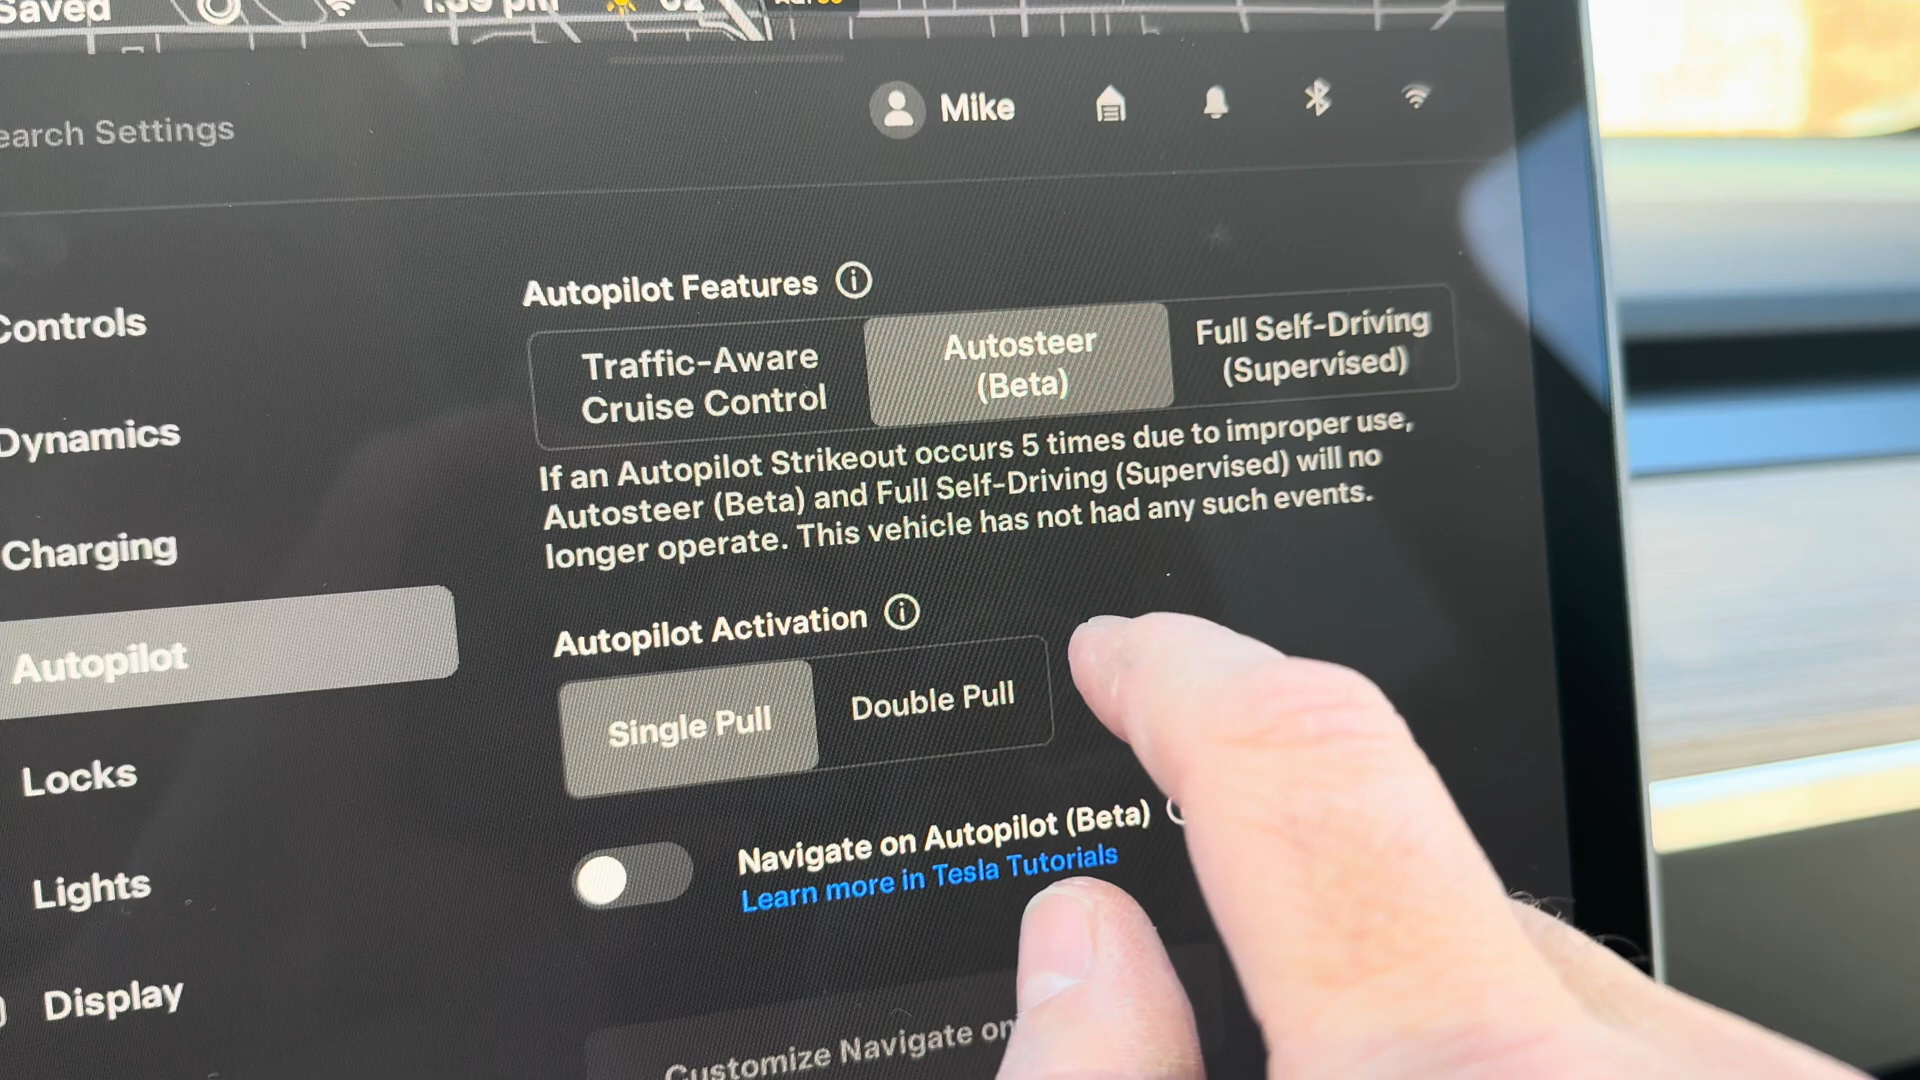 Saved
Mike
earch Settings
Controls
Dynamics
Charging
Autopilot
Locks
Lights
Display
Autopilot Features
Traffic-Aware
Cruise Control
Autosteer
(Beta)
Full Self-Driving
(Supervised)
If an Autopilot Strikeout occurs 5 times due to improper use,
Autosteer (Beta) and Full Self-Driving (Supervised) will no
longer operate. This vehicle has not had any such events.
Autopilot Activation
Single Pull
Double Pull
Navigate on Autopilot (Beta)
Learn more in Tesla Tutorials
Customize Navigate on